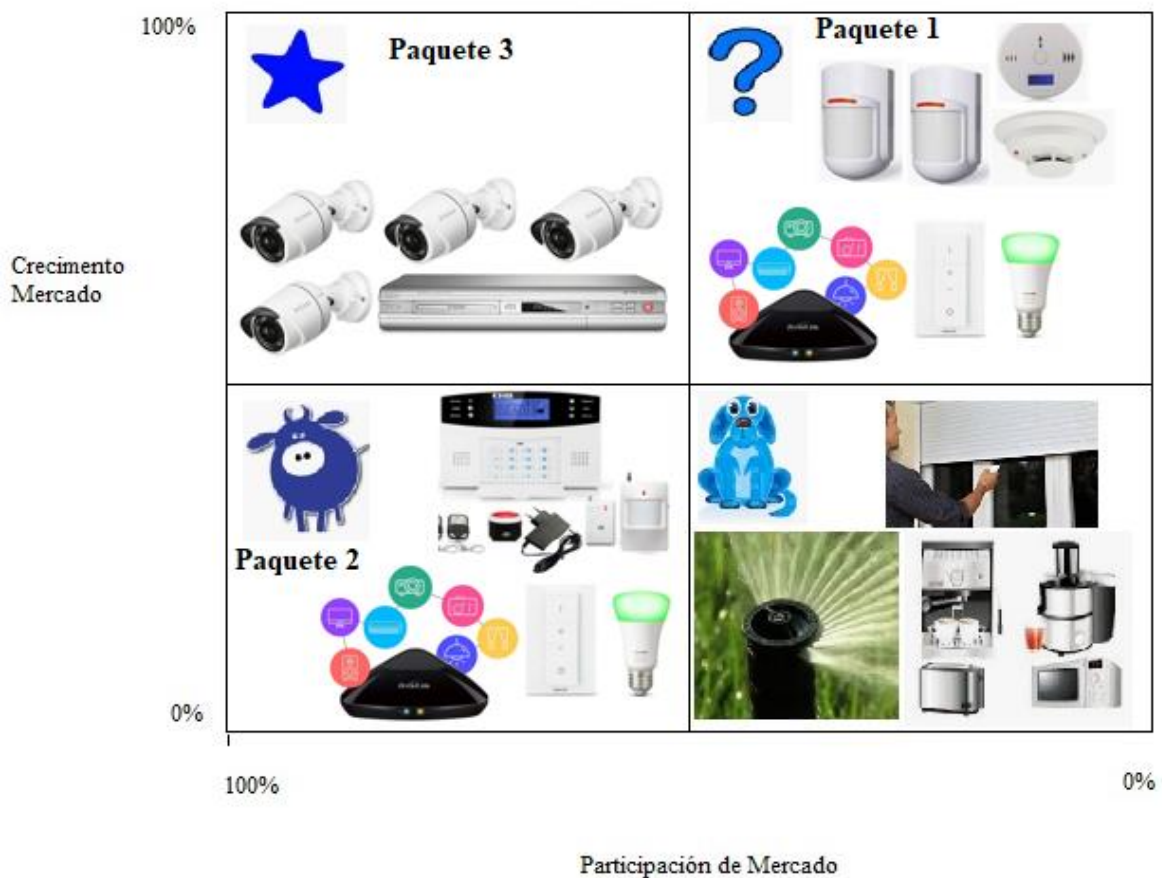 100%
Paquete 3
?
Paquete 1
Crecimento
Mercado
Paquete 2
0%
100%
0%
Participación de Mercado